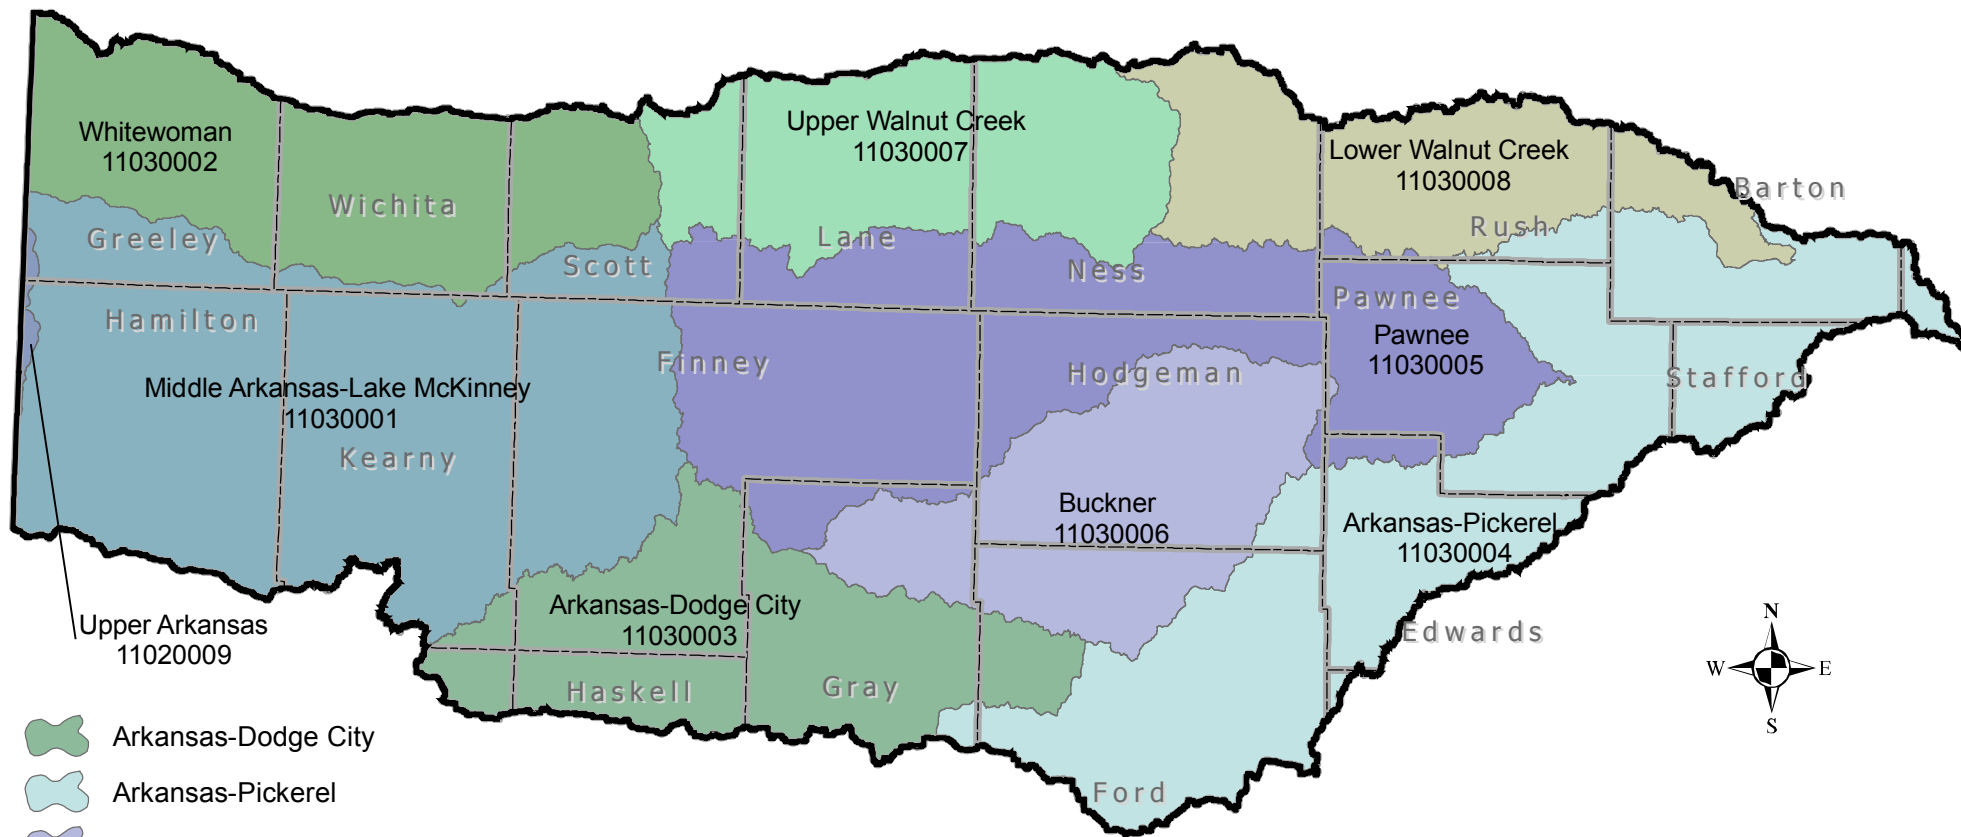 Whitewoman
11030002
Upper Walnut Creek
11030007
Lower Walnut Creek
11030008
Barton
Wichita
Greeley
Rush
Lane
Scott
Ness
Pawnee
Hamilton
Pawnee
11030005
Finney
Hodgeman
Stafford
Middle Arkansas-Lake McKinney
11030001
Kearny
Buckner
11030006
Arkansas-Pickerel
11030004
Arkansas-Dodge City
11030003
Upper Arkansas
11020009
Edwards
N
W E
S
Haskell
Gray
Ford
Arkansas-Dodge City
Arkansas-Pickerel